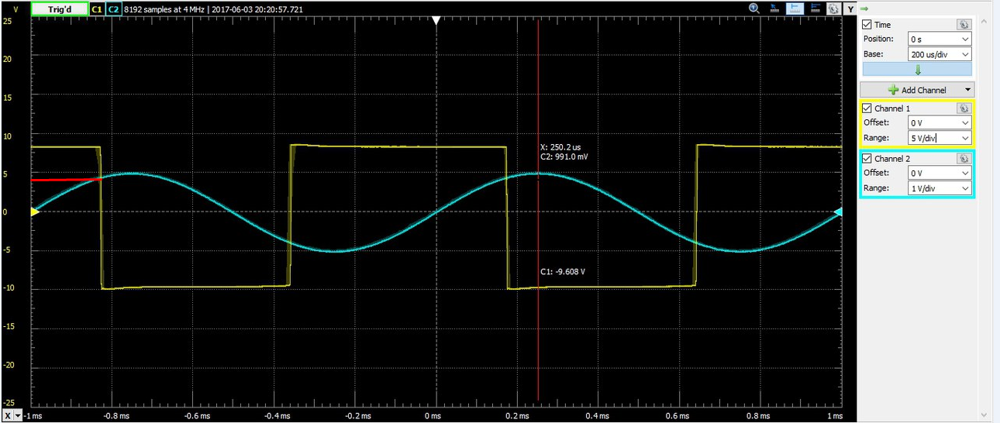 V Trig'd C1 C2 8192 samples at 4 MHz | 2017-06-03 20:20:57.721 Y
25
20
15
10
5
0
-5
-10
-15
-20
-25
X: 250.2 us
C2: 991.0 mV
C1: -9.608 V
X -1 ms -0.8 ms -0.6 ms -0.4 ms -0.2 ms 0 ms 0.2 ms 0.4 ms 0.6 ms 0.8 ms 1 ms
Time
Position: 0 s
Base: 200 us/div
Add Channel
Channel 1
Offset: 0 V
Range: 5 V/div
Channel 2
Offset: 0 V
Range: 1 V/div